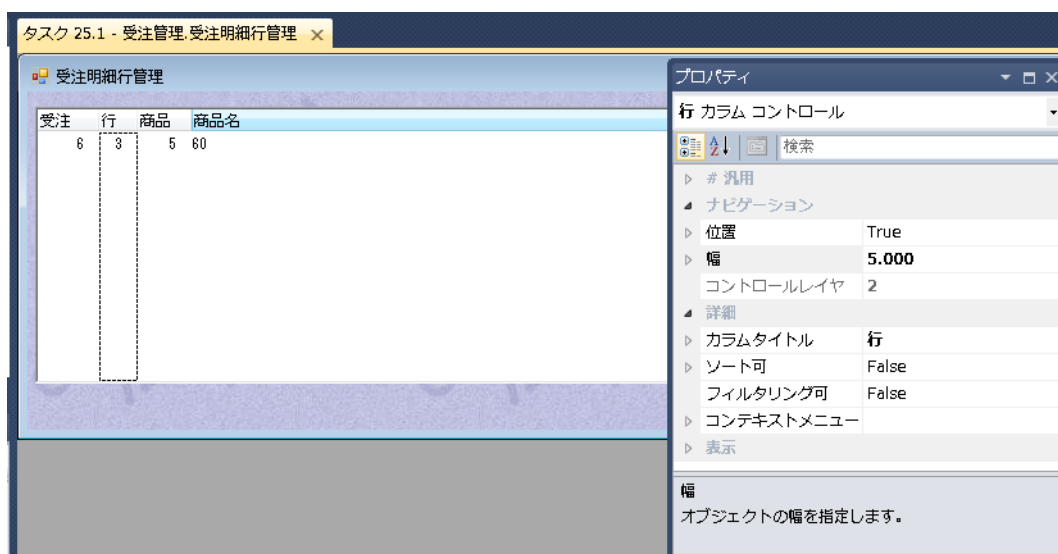 タスク 25.1 - 受注管理.受注明細行管理
受注明細行管理
受注 行 商品 商品名
6 3 5 60
プロパティ
行 カラム コントロール
検索
# 汎用
ナビゲーション
位置 True
幅 5.000
コントロールレイヤ 2
詳細
カラムタイトル 行
ソート可 False
フィルタリング可 False
コンテキストメニュー
表示
幅
オブジェクトの幅を指定します。